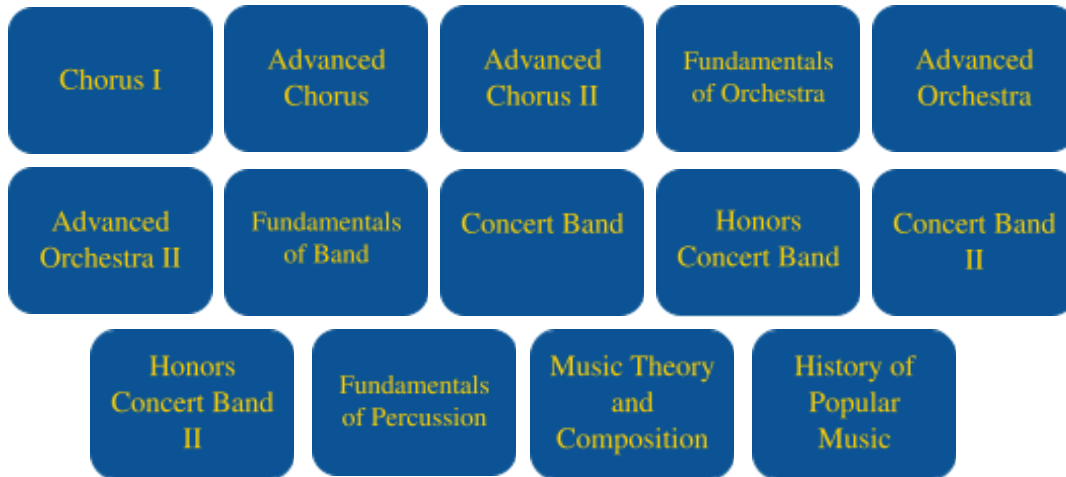 Chorus I
Advanced
Chorus
Advanced
Chorus II
Fundamentals
of Orchestra
Advanced
Orchestra
Advanced
Orchestra II
Fundamentals
of Band
Concert Band
Honors
Concert Band
Concert Band
II
Honors
Concert Band
II
Fundamentals
of Percussion
Music Theory
and
Composition
History of
Popular
Music